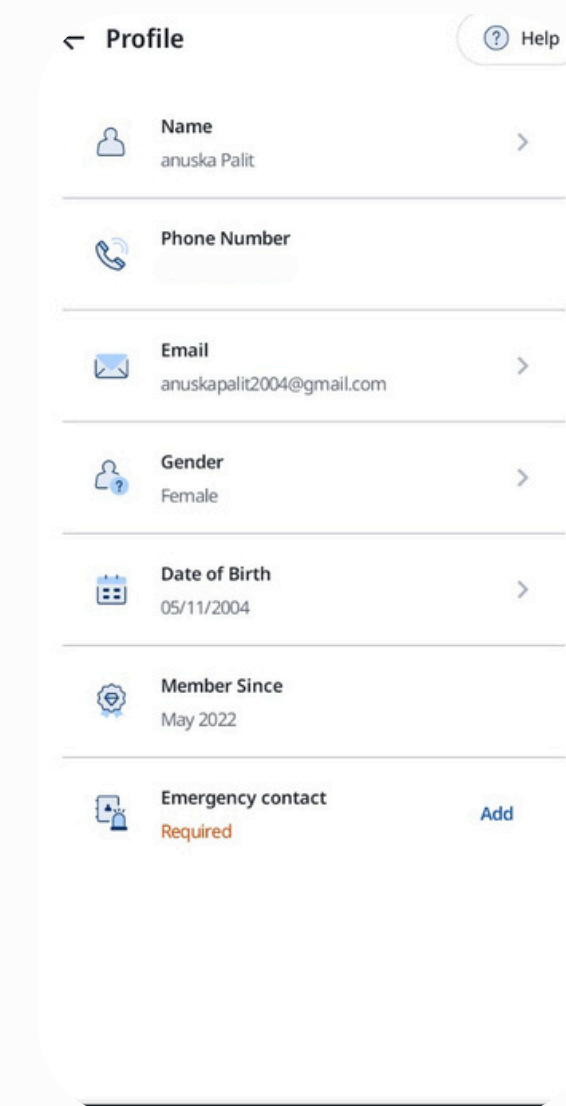 Profile
Help
Name
anuska Palit
Phone Number
Email
anuskapalit2004@gmail.com
Gender
Female
Date of Birth
05/11/2004
Member Since
May 2022
Emergency contact
Required
Add